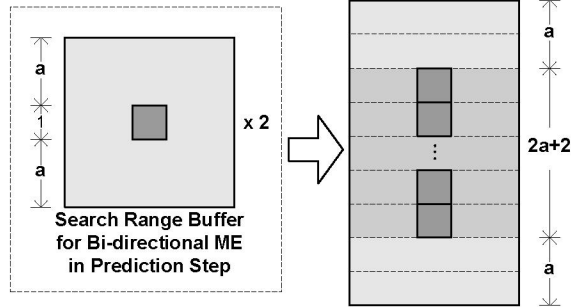 a
1
a
x 2
Search Range Buffer
for Bi-directional ME
in Prediction Step
a
2a+2
a